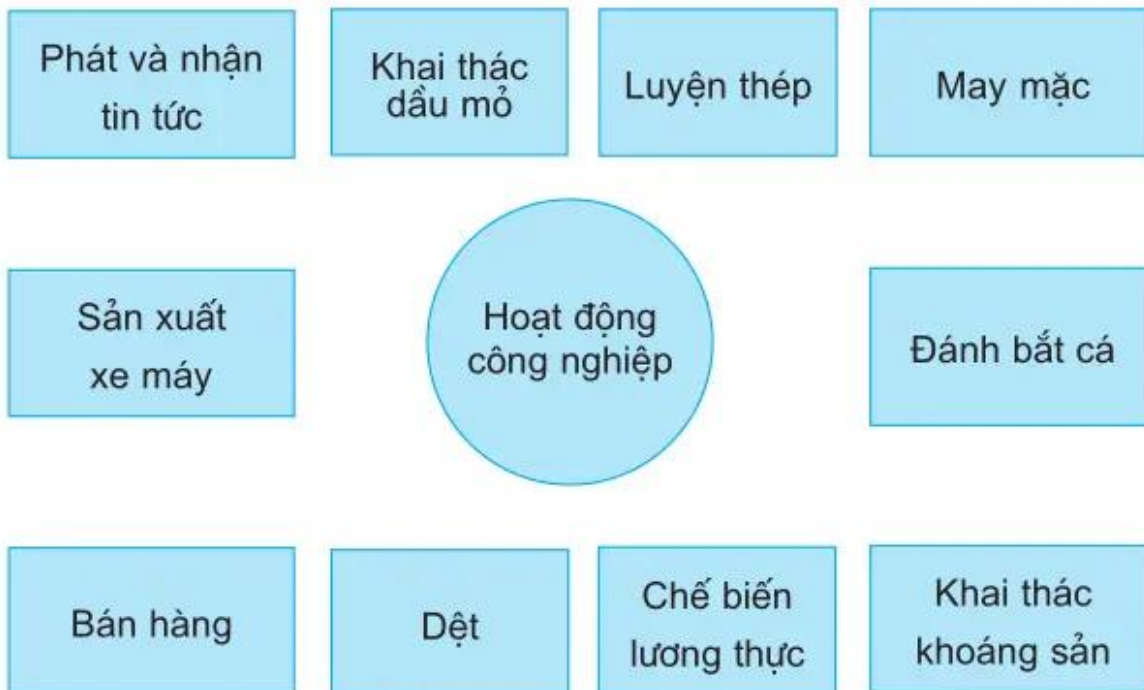 Phát và nhận
tin tức
Khai thác
dầu mỏ
Luyện thép
May mặc
Sản xuất
xe máy
Hoạt động
công nghiệp
Đánh bắt cá
Bán hàng
Dệt
Chế biến
lương thực
Khai thác
khoáng sản